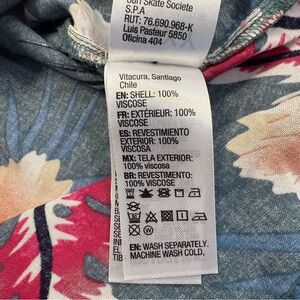 Surf Skate Societe
S.P.A
RUT: 76.690.968-K
Luis Pasteur 5850
Oficina 404
Vitacura, Santiago
Chile
EN: SHELL: 100%
VISCOSE
FR: EXTÉRIEUR: 100%
VISCOSE
ES: REVESTIMIENTO
EXTERIOR: 100%
VISCOSA
MX: TELA EXTERIOR:
100% viscosa
BR: REVESTIMENTO:
100% VISCOSE
EN: WASH SEPARATELY.
MACHINE WASH COLD,